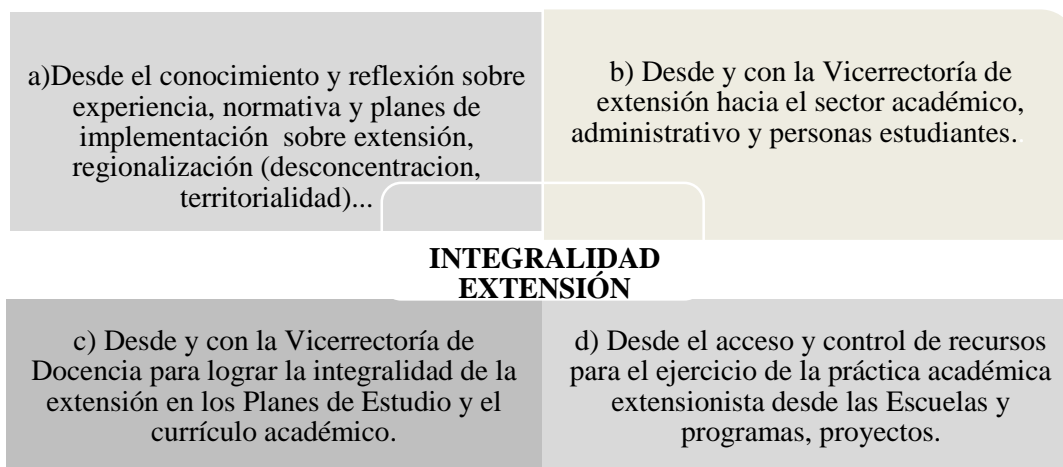 a)Desde el conocimiento y reflexión sobre
experiencia, normativa y planes de
implementación sobre extensión,
regionalización (desconcentracion,
territorialidad)...
b) Desde y con la Vicerrectoría de
extensión hacia el sector académico,
administrativo y personas estudiantes.
INTEGRALIDAD
EXTENSIÓN
c) Desde y con la Vicerrectoría de
Docencia para lograr la integralidad de la
extensión en los Planes de Estudio y el
currículo académico.
d) Desde el acceso y control de recursos
para el ejercicio de la práctica académica
extensionista desde las Escuelas y
programas, proyectos.